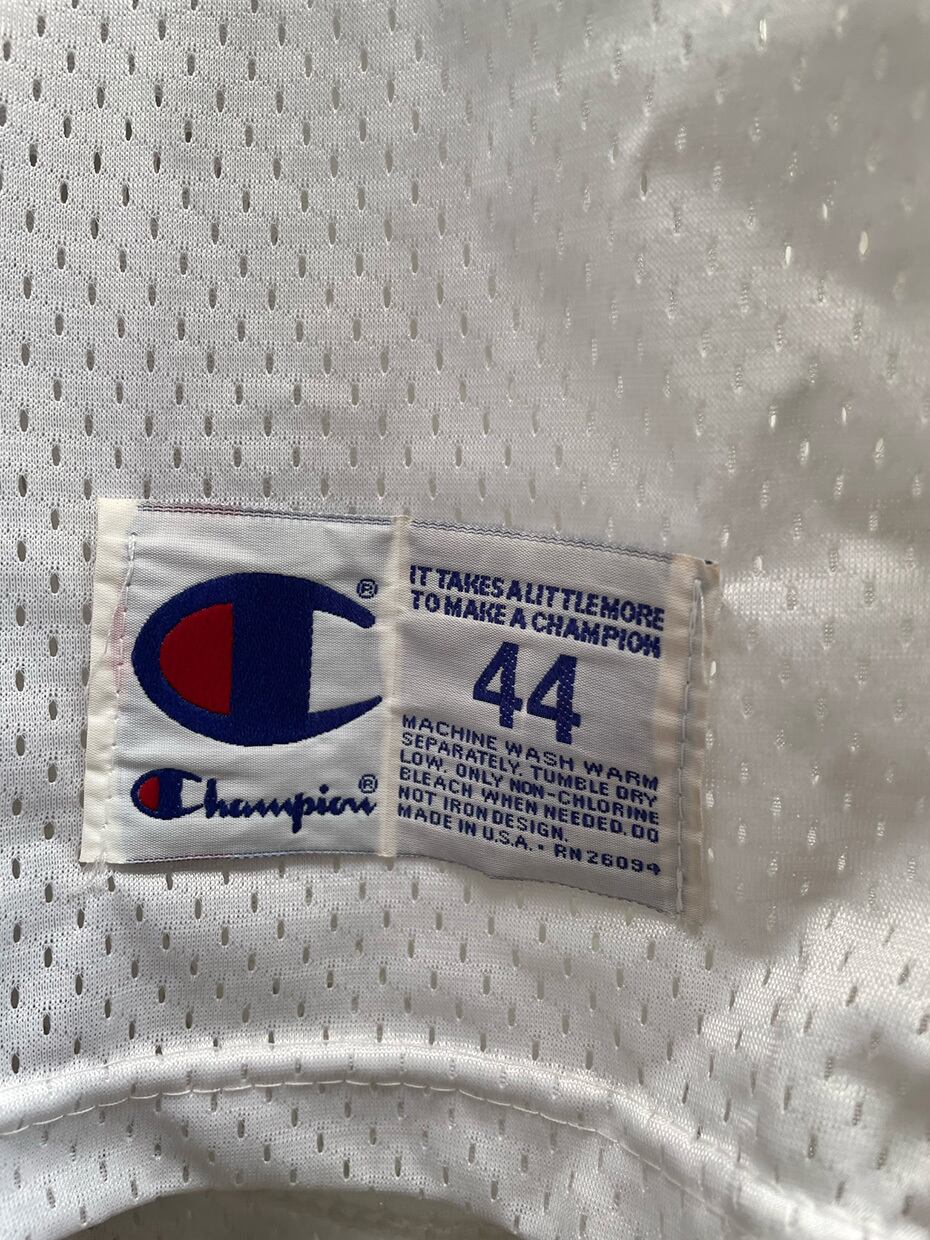 ®
Champion®
IT TAKES A LITTLE MORE
TO MAKE A CHAMPION
44
MACHINE WASH WARM
SEPARATELY. TUMBLE DRY
LOW. ONLY NON-CHLORINE
BLEACH WHEN NEEDED. DO
NOT IRON DESIGN.
MADE IN U.S.A. • RN 26094